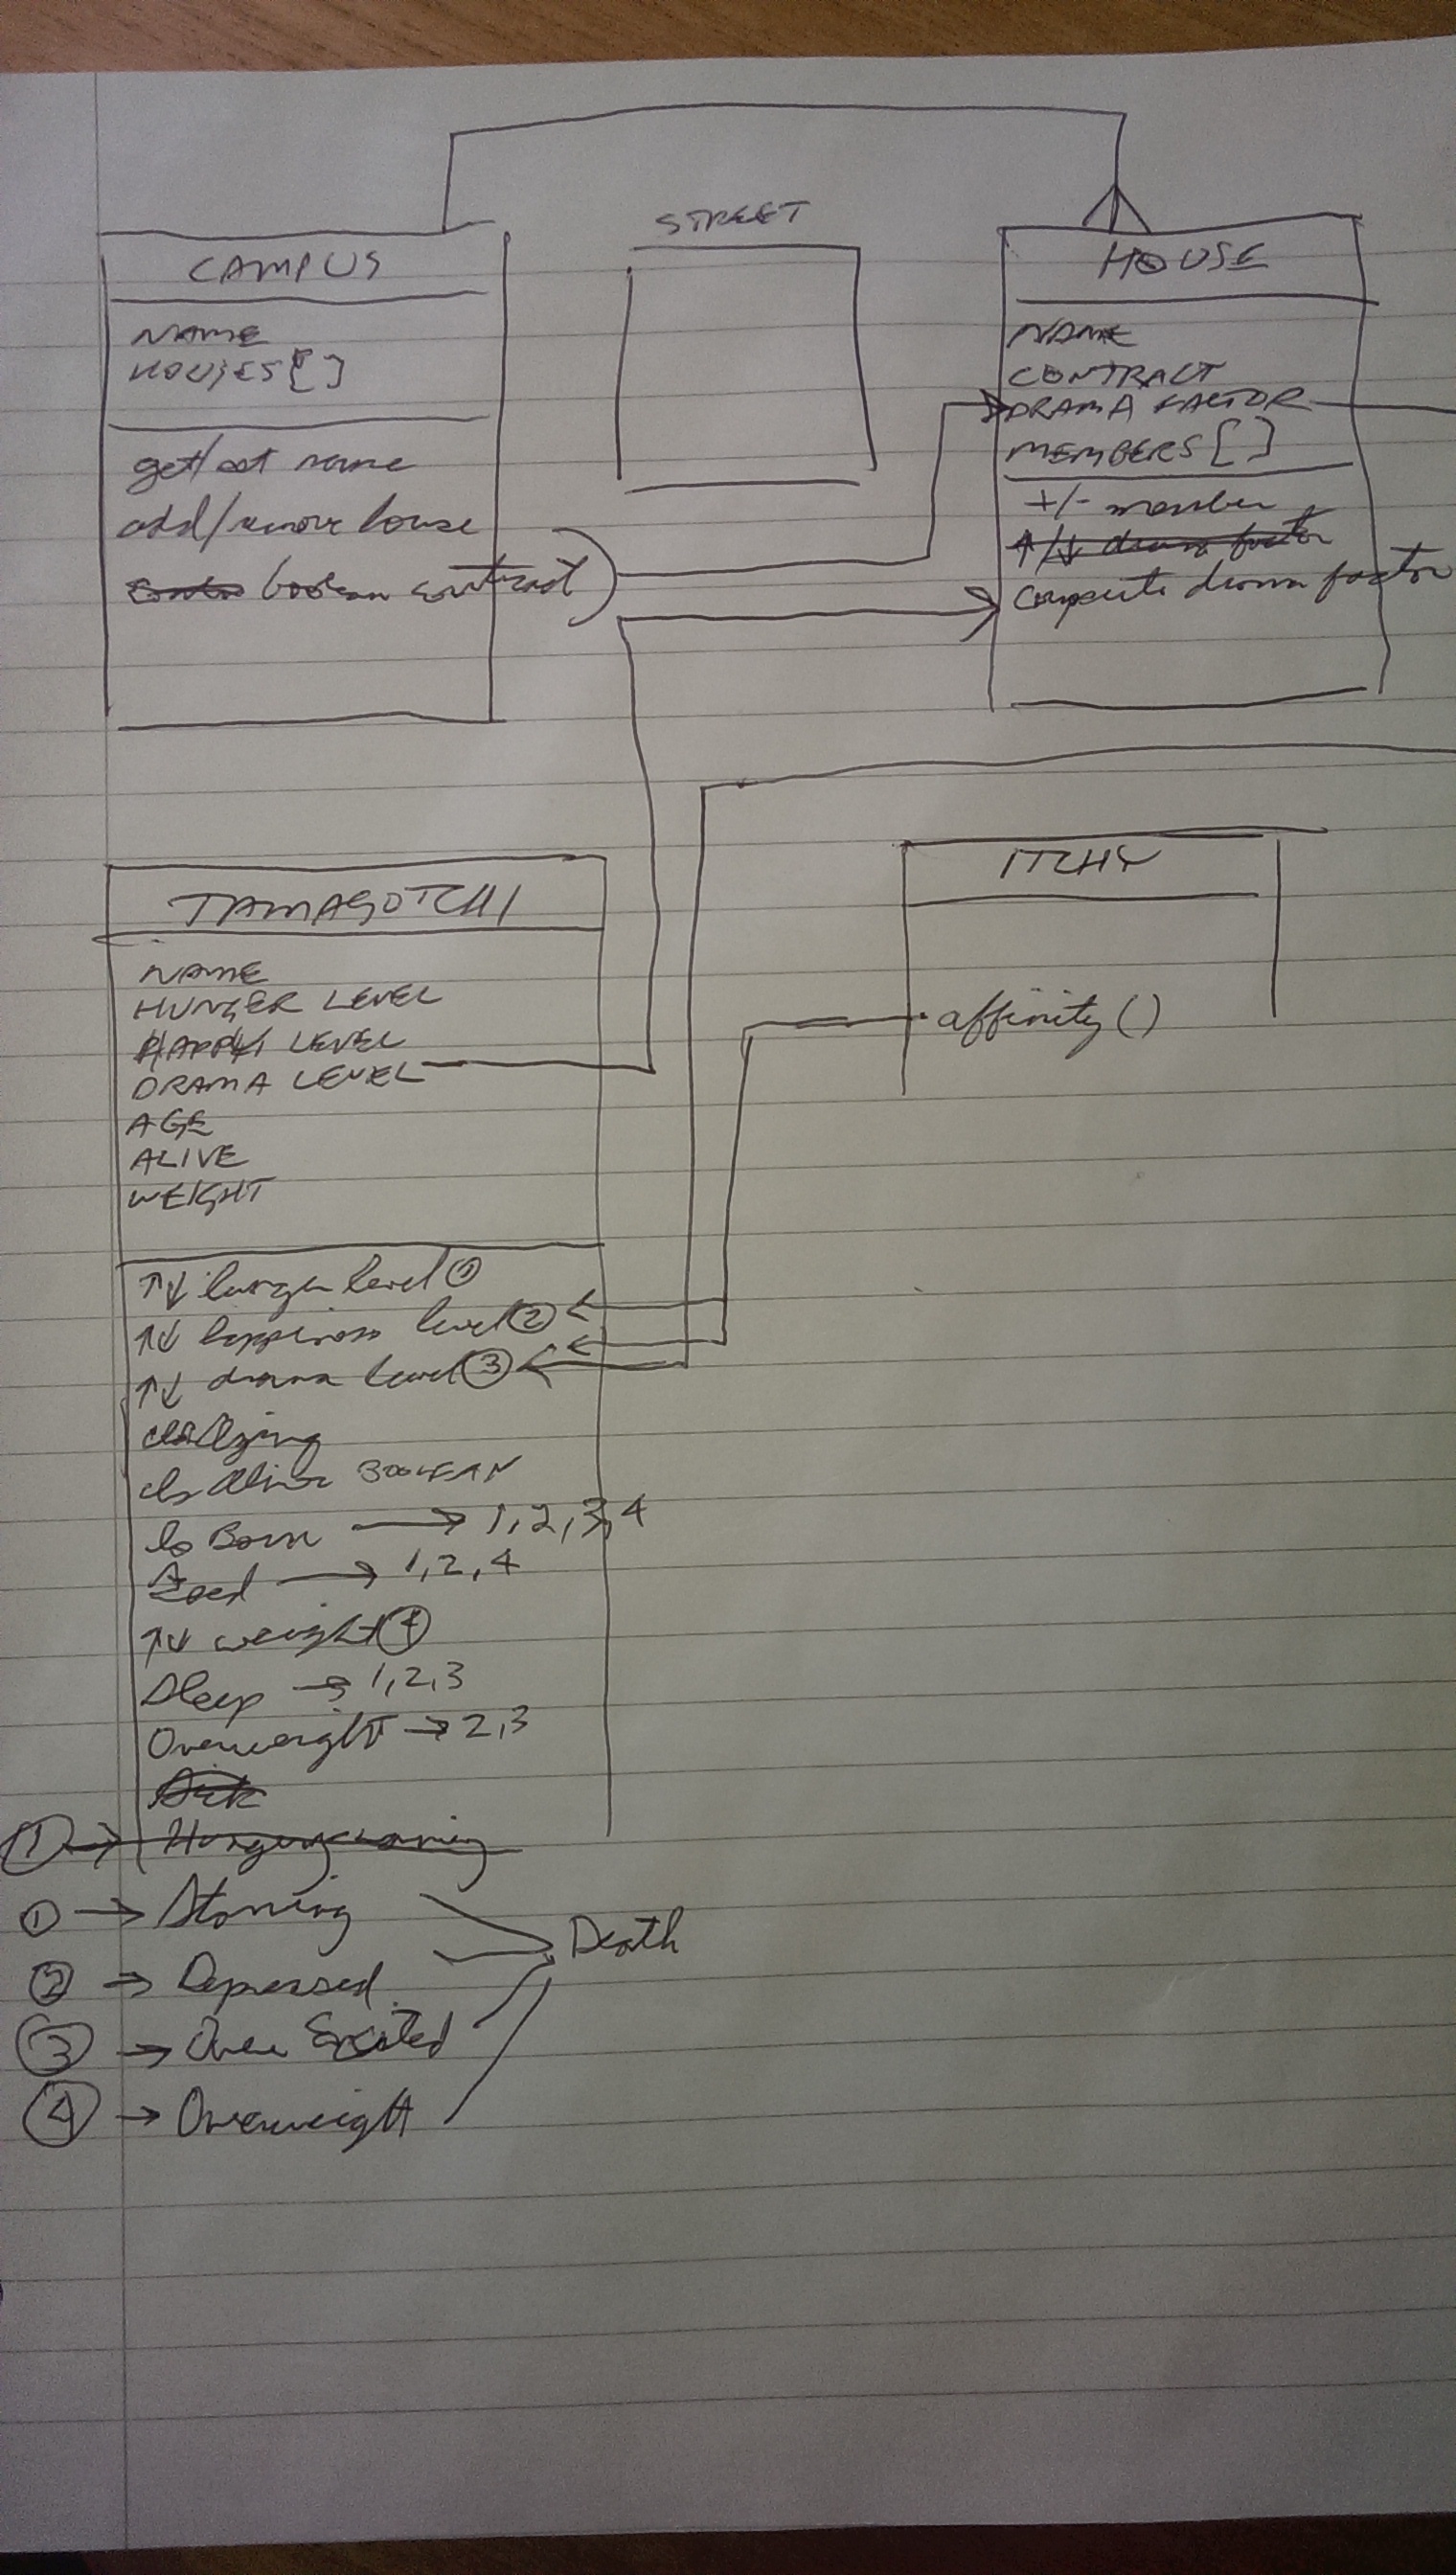 CAMPUS
NAME
HOUSES[]
get/set name
add/remove house
boolean contract
STREET
HOUSE
NAME
CONTRACT
DRAMA FACTOR
MEMBERS[]
+/- member
↑/↓ drama factor
compute drama factor
TAMAGOTCHI
NAME
HUNGER LEVEL
HAPPY LEVEL
DRAMA LEVEL
AGE
ALIVE
WEIGHT
↑↓ hunger level ①
↑↓ happiness level ②
↑↓ drama level ③
is Alive BOOLEAN
Is Born → 1,2,3,4
Feed → 1,2,4
↑↓ weight ④
Sleep → 1,2,3
Overweight → 2,3
Sick
① → Hungry
① → Starving
② → Depressed
③ → Over Excited
④ → Overweight
Death
ITCHY
affinity()